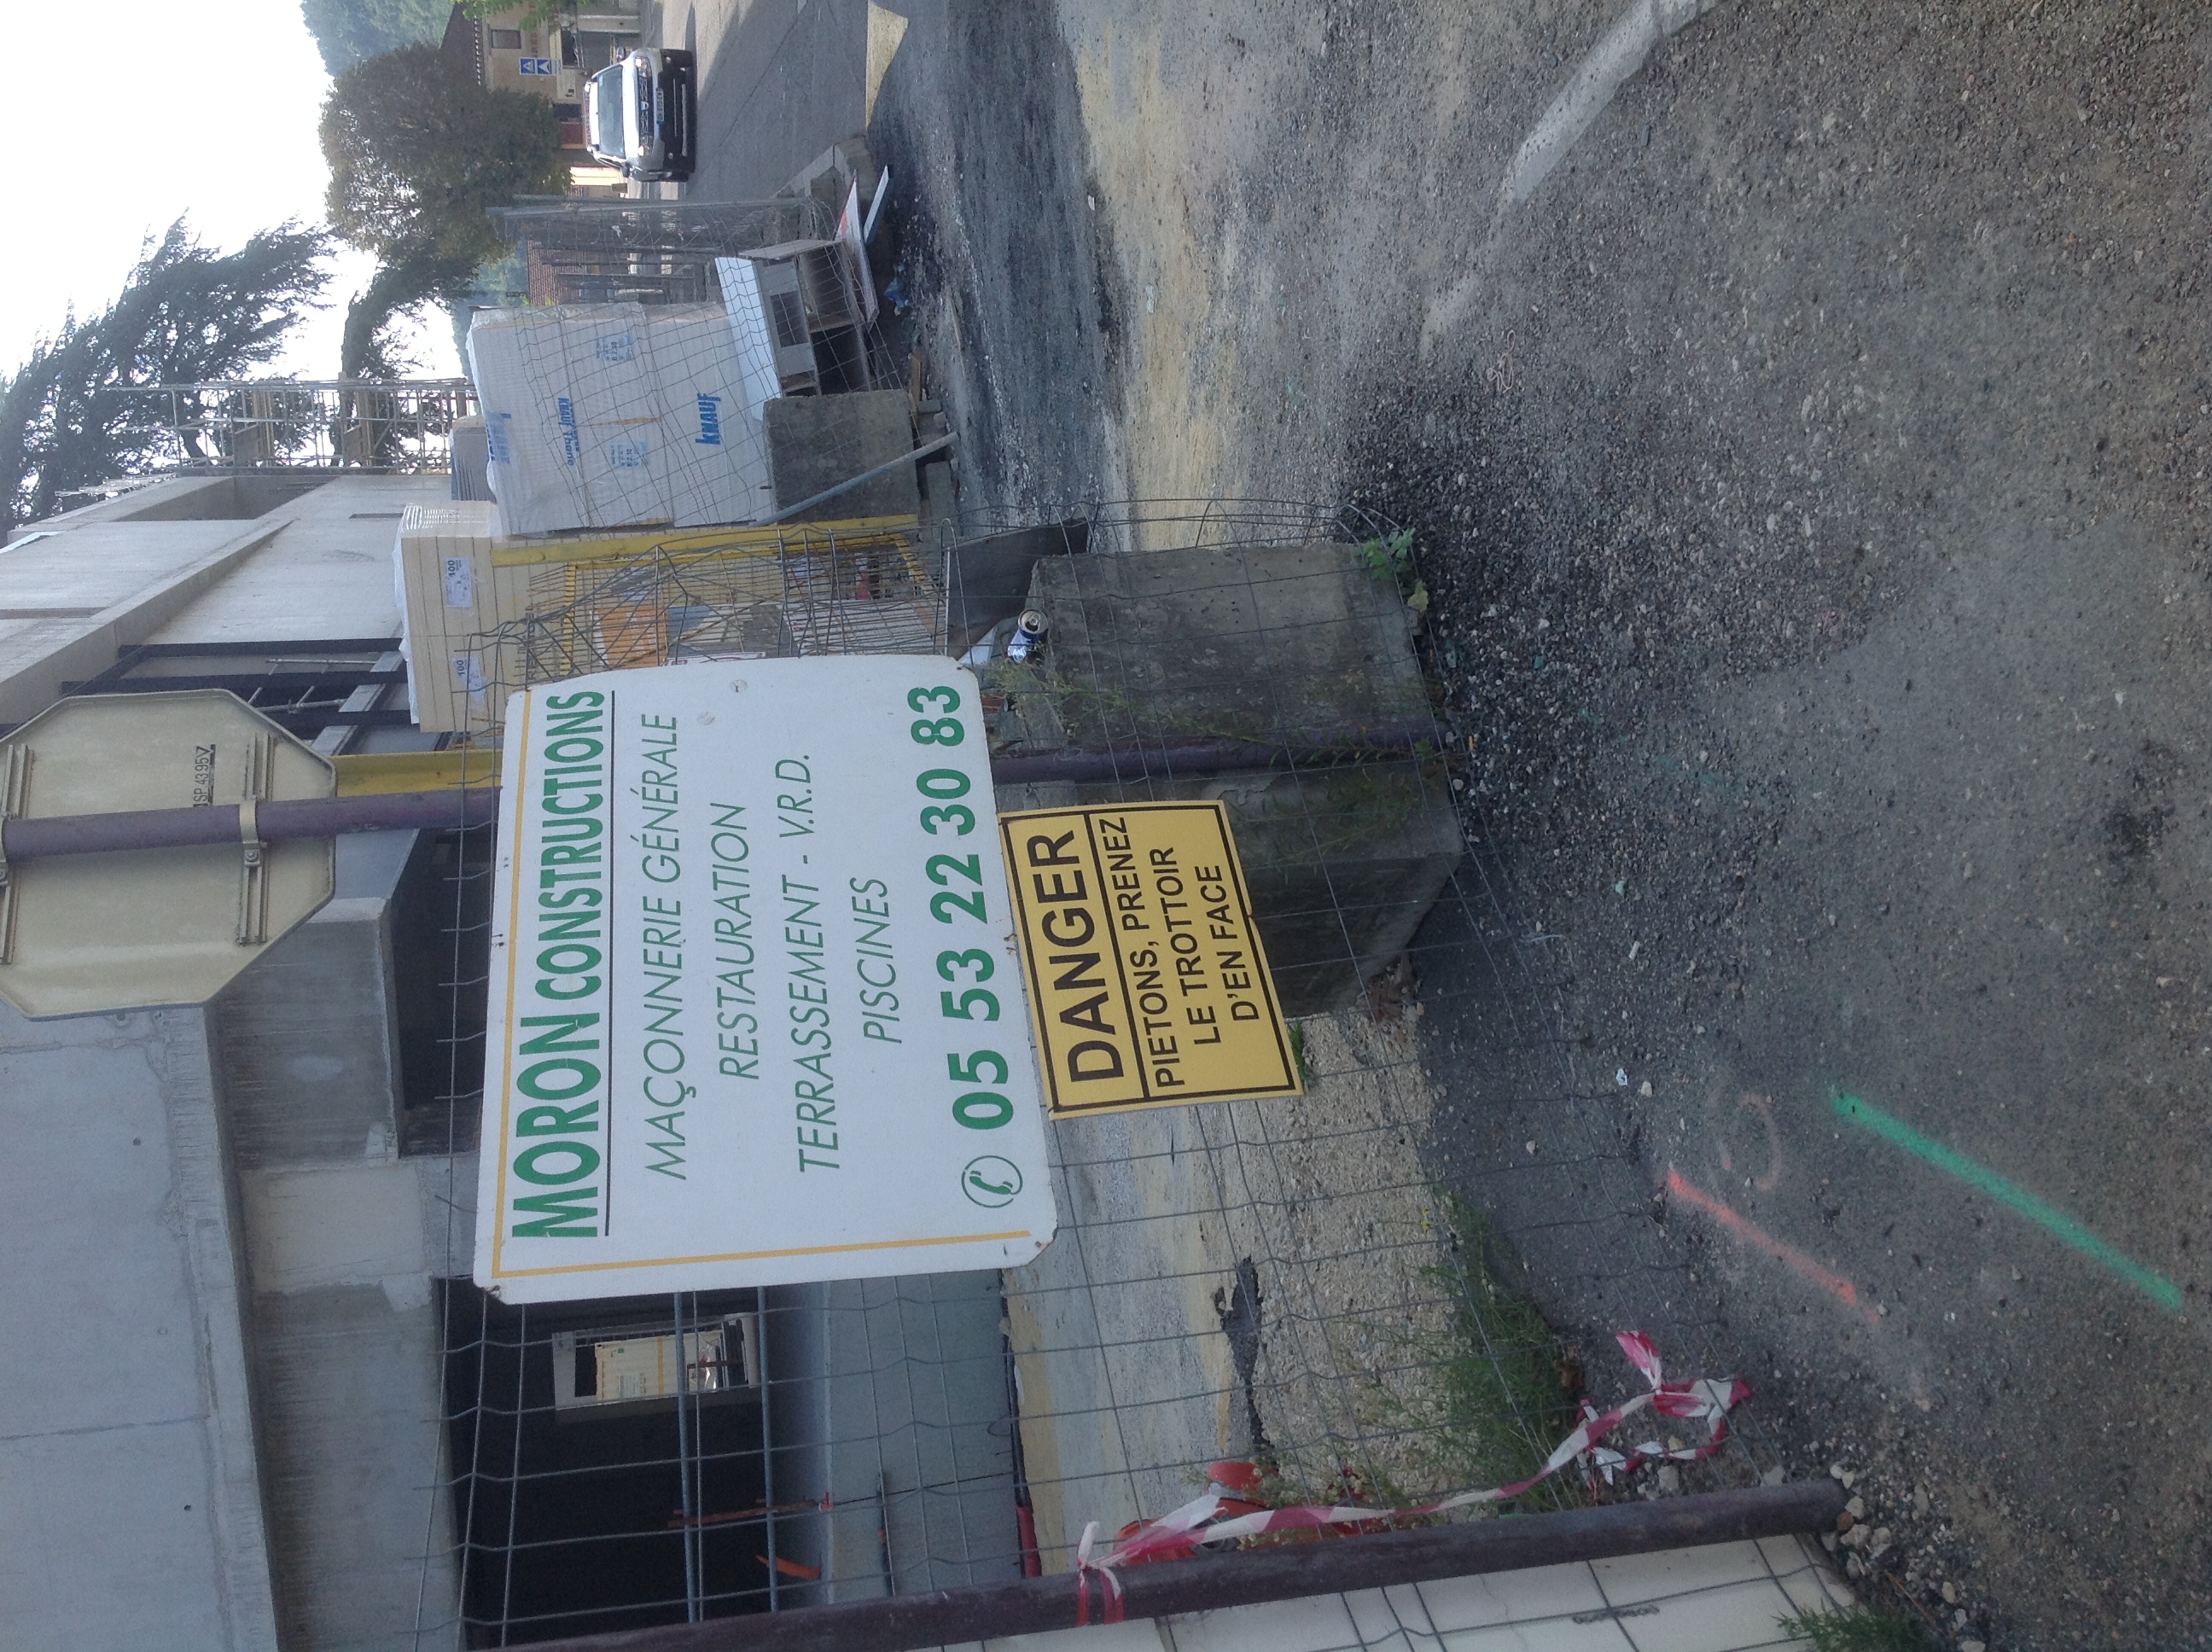 MORON CONSTRUCTIONS
MAÇONNERIE GÉNÉRALE
RESTAURATION
TERRASSEMENT - V.R.D.
PISCINES
05 53 22 30 83
DANGER
PIETONS, PRENEZ
LE TROTTOIR
D'EN FACE
KNAUF Therm
KNAUF
100
100